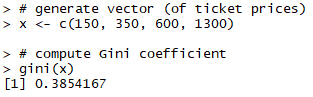 > # generate vector (of ticket prices)
> x <- c(150, 350, 600, 1300)
> # compute Gini coefficient
> gini(x)
[1] 0.3854167